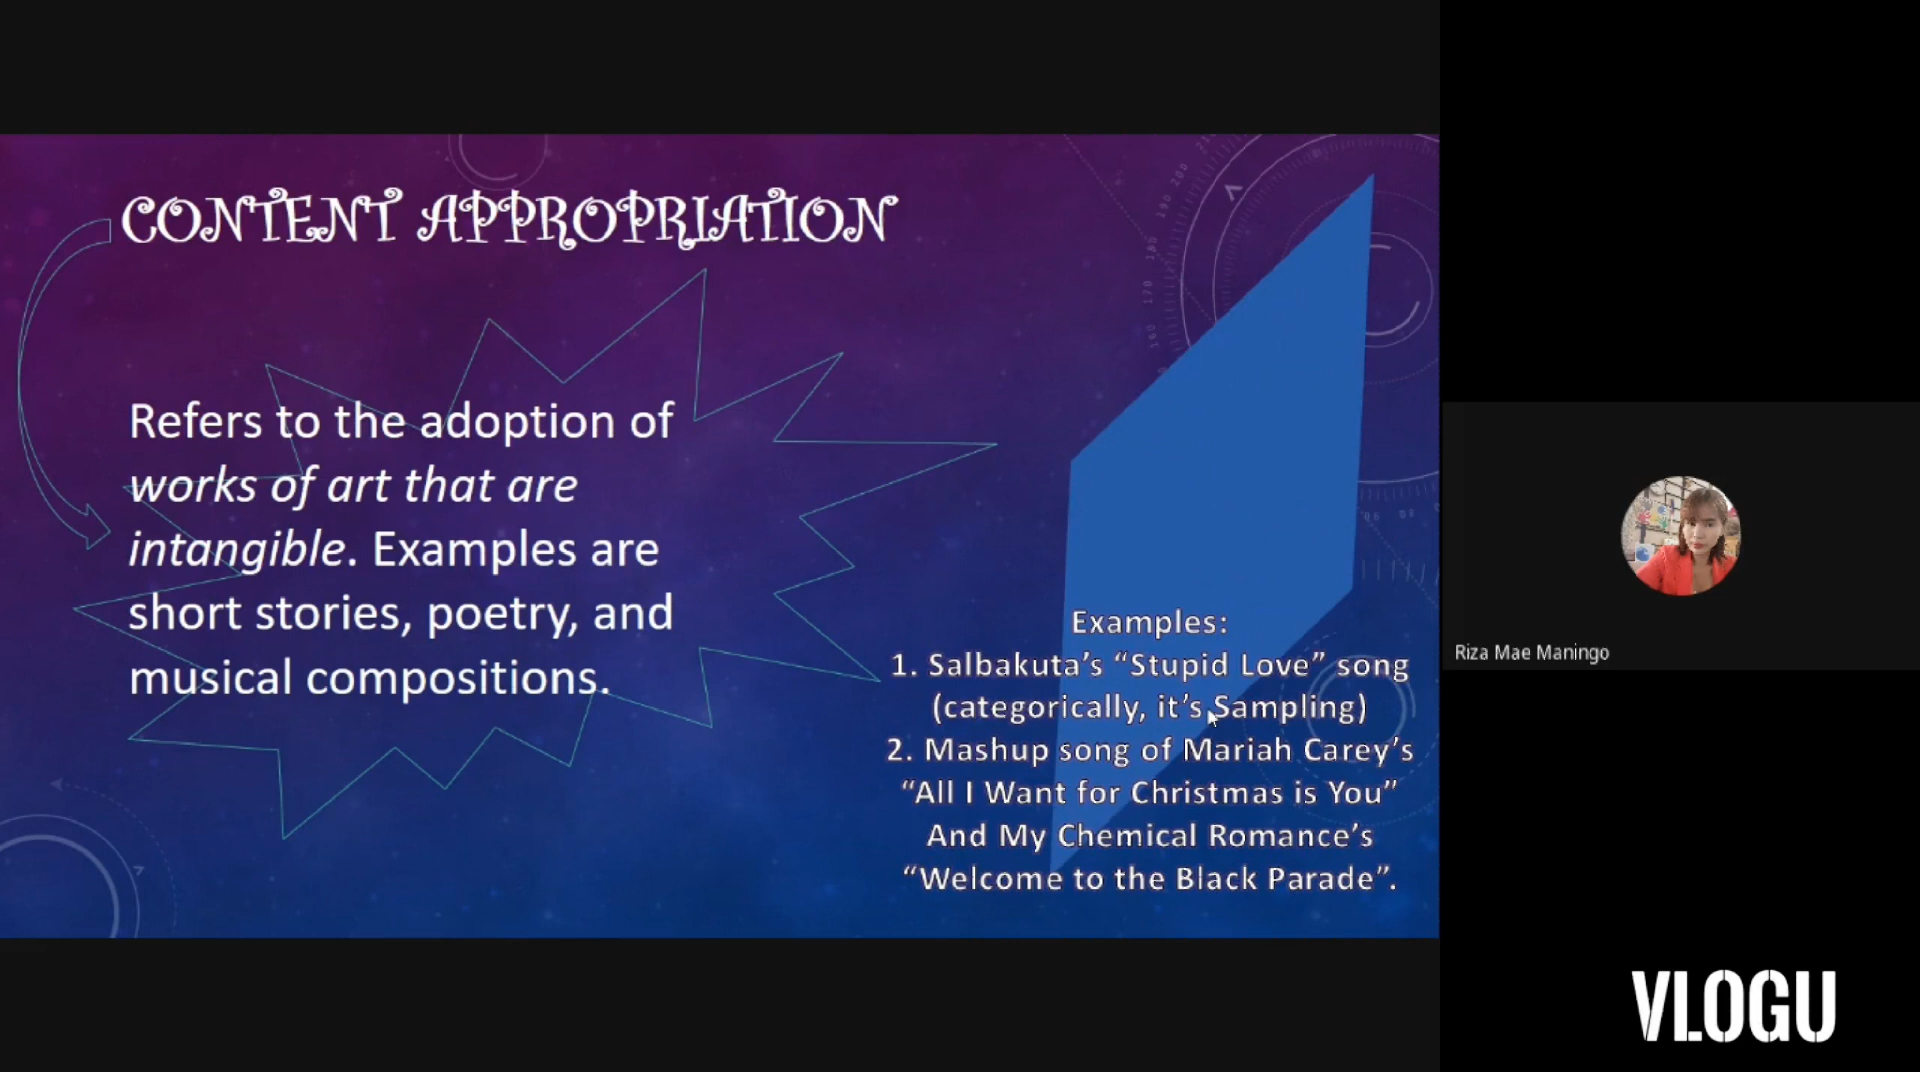 CONTENT APPROPRIATION
Refers to the adoption of
works of art that are
intangible. Examples are
short stories, poetry, and
musical compositions.
Examples:
1. Salbakuta's “Stupid Love” song
(categorically, it's Sampling)
2. Mashup song of Mariah Carey's
“All I Want for Christmas is You”
And My Chemical Romance's
“Welcome to the Black Parade”.
Riza Mae Maningo
VLOGU